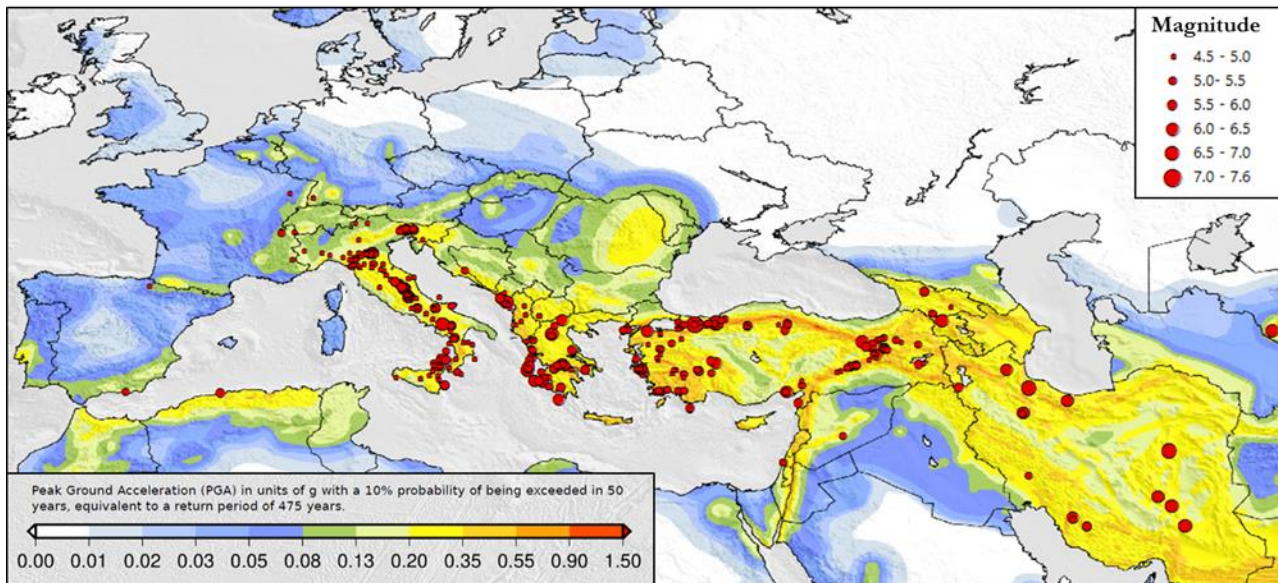 Magnitude
4.5 - 5.0
5.0- 5.5
5.5 - 6.0
6.0 - 6.5
6.5 - 7.0
7.0 - 7.6
Peak Ground Acceleration (PGA) in units of g with a 10% probability of being exceeded in 50
years, equivalent to a return period of 475 years.
0.00 0.01 0.02 0.03 0.05 0.08 0.13 0.20 0.35 0.55 0.90 1.50